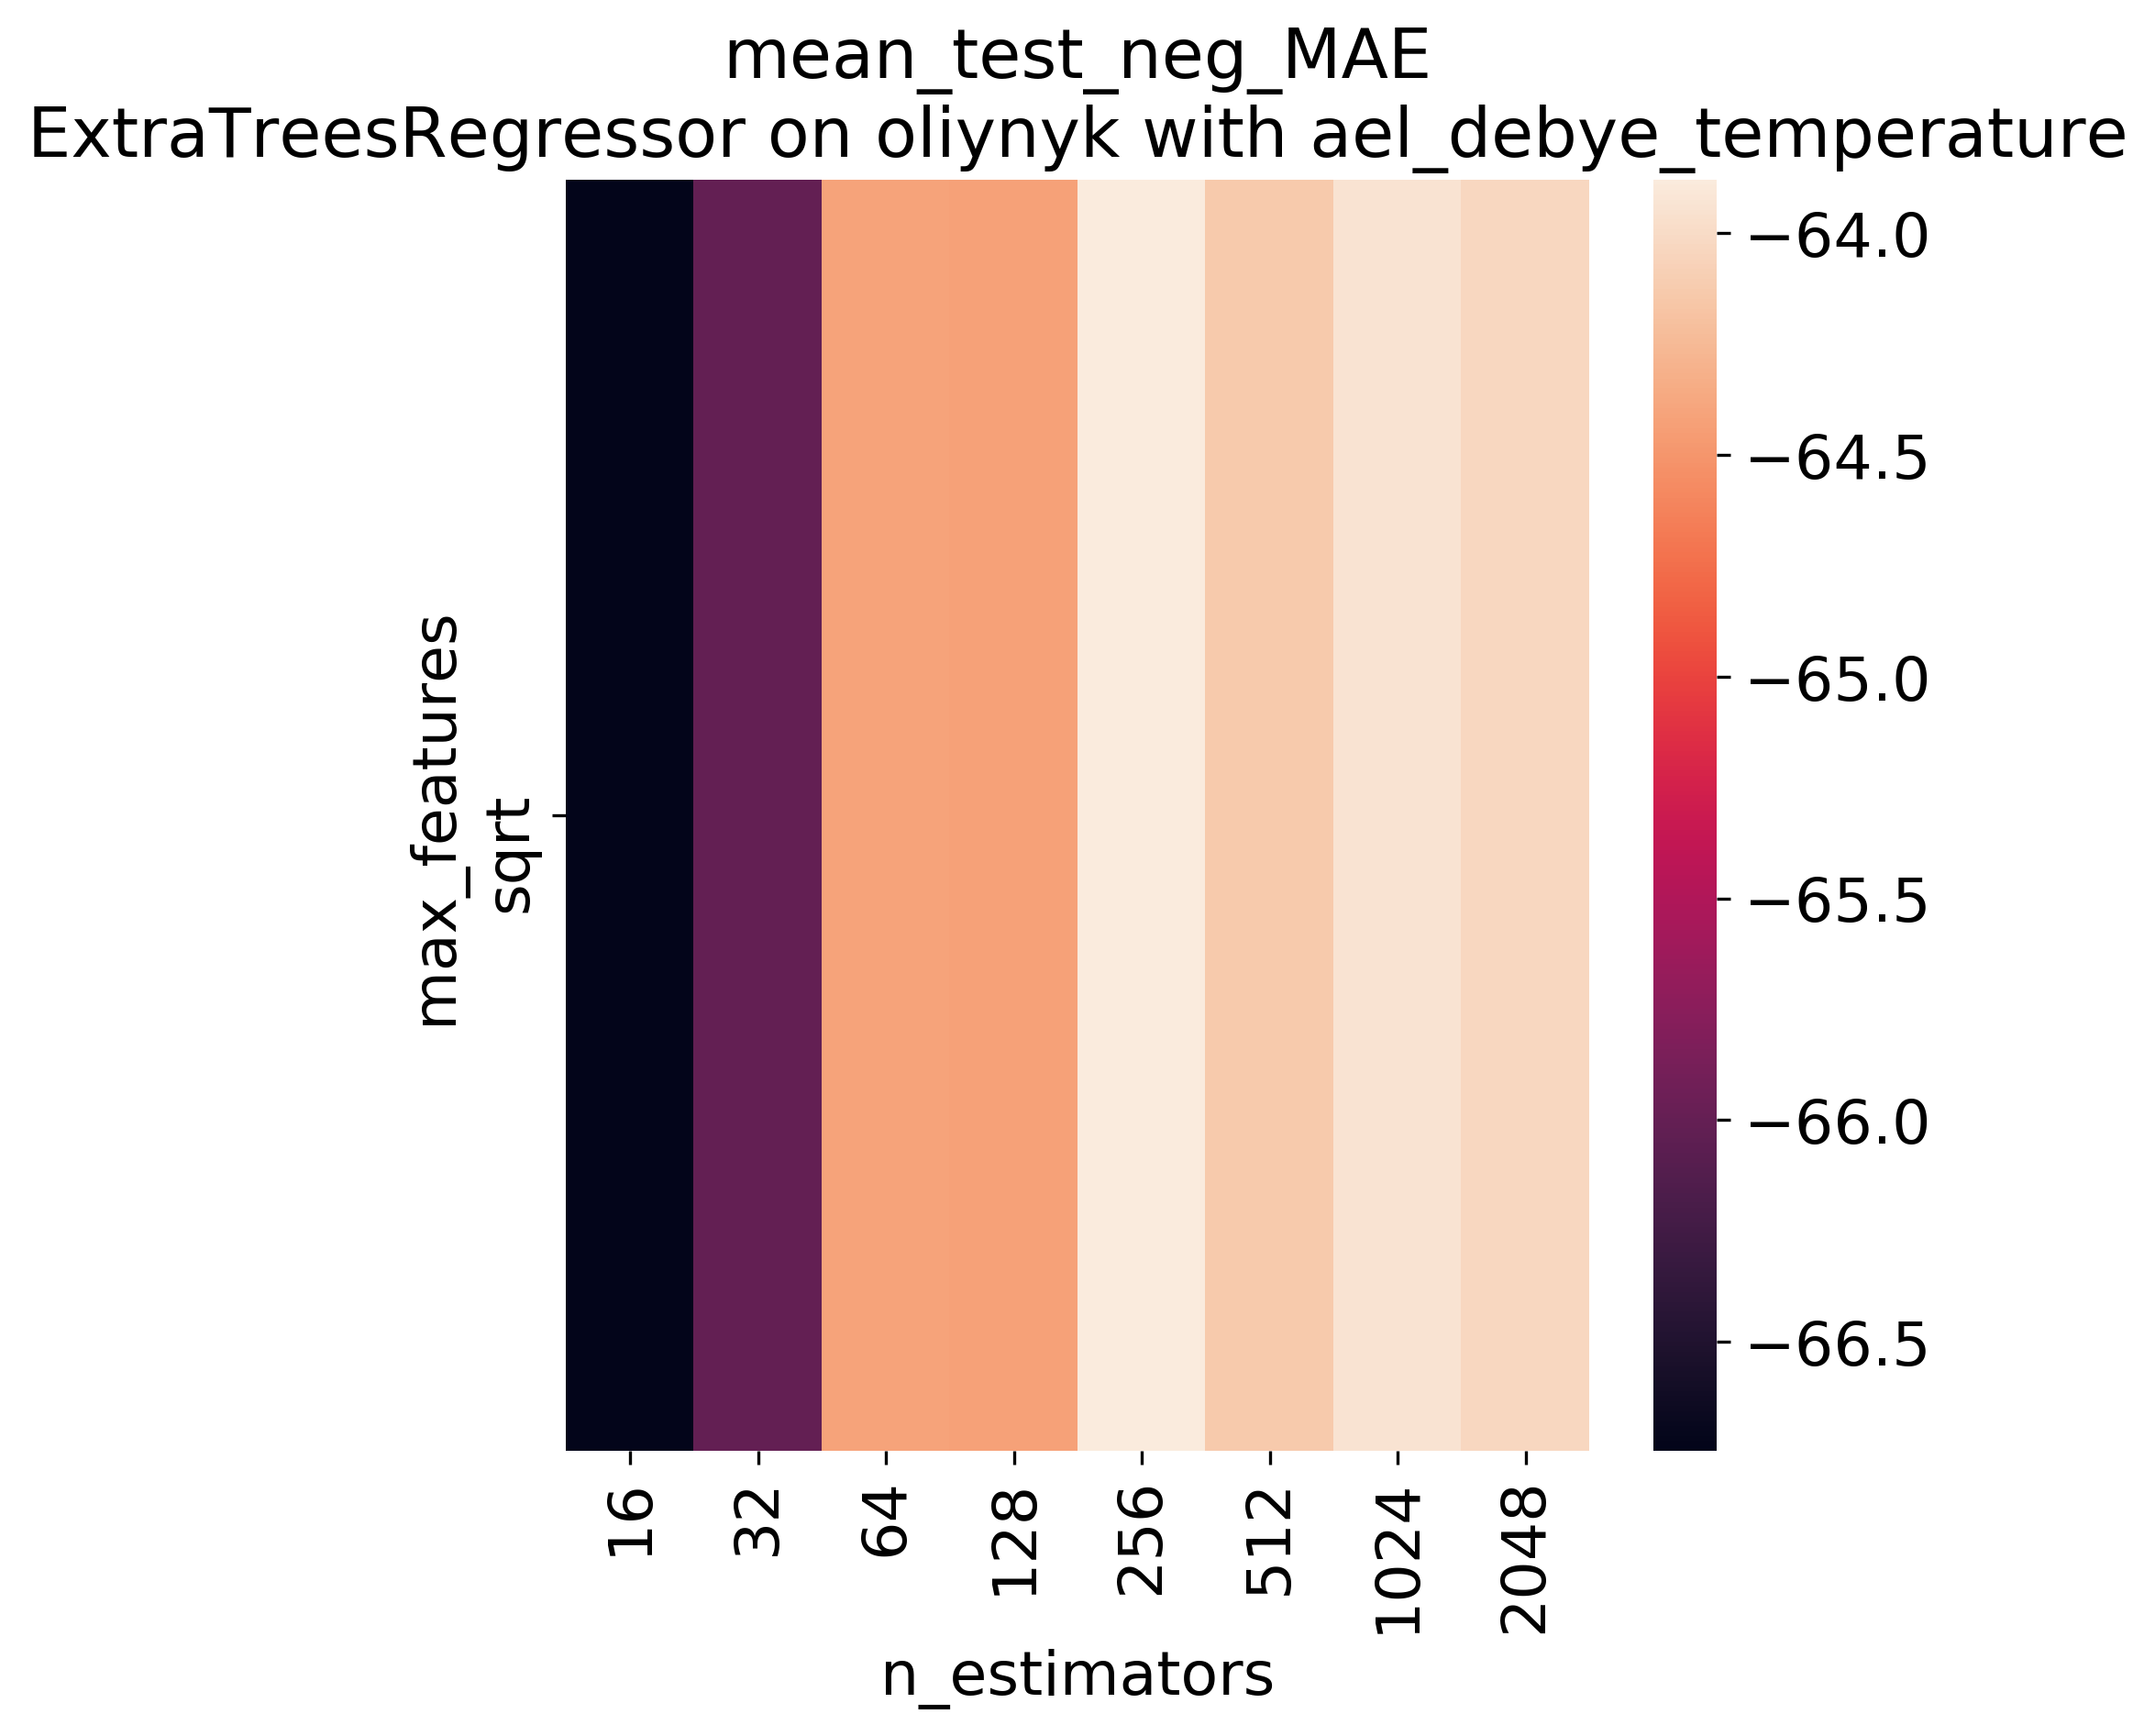 mean_test_neg_MAE
ExtraTreesRegressor on oliynyk with ael_debye_temperature
max_features
sqrt
16
32
64
128
256
512
1024
2048
n_estimators
−64.0
−64.5
−65.0
−65.5
−66.0
−66.5